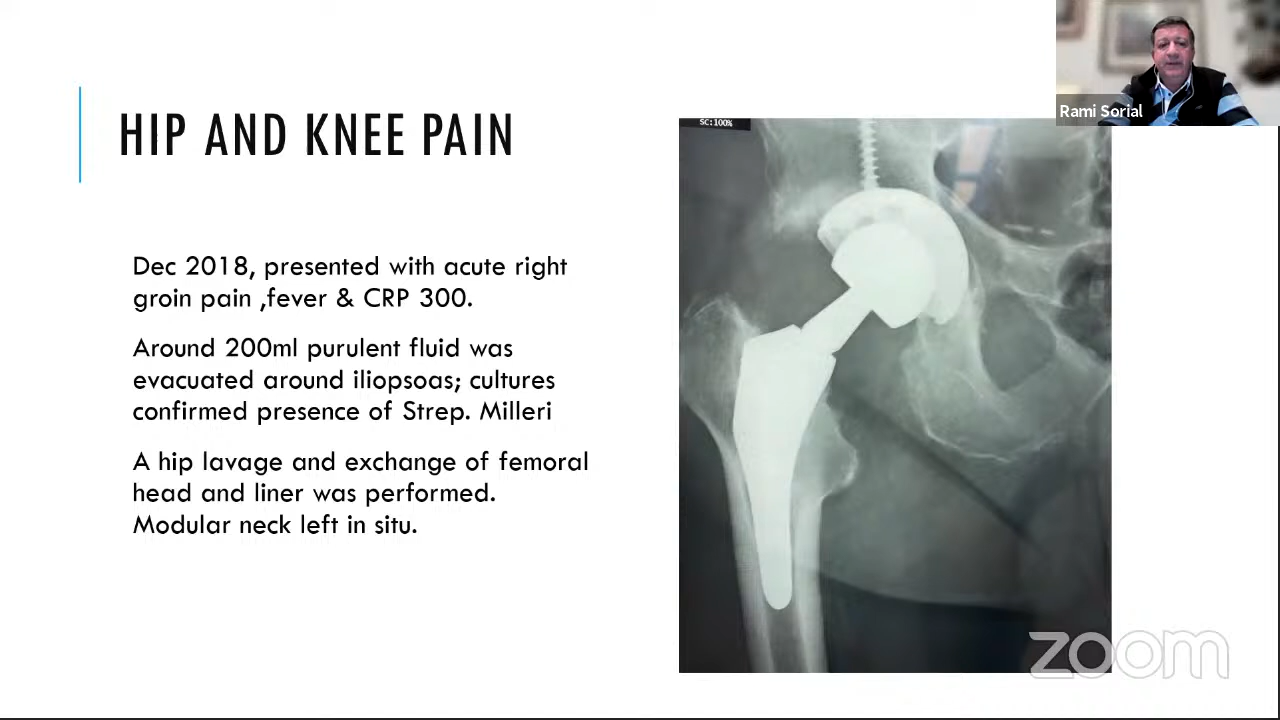 HIP AND KNEE PAIN
Dec 2018, presented with acute right
groin pain ,fever & CRP 300.
Around 200ml purulent fluid was
evacuated around iliopsoas; cultures
confirmed presence of Strep. Milleri
A hip lavage and exchange of femoral
head and liner was performed.
Modular neck left in situ.
SC:100%
Rami Sorial
zoom